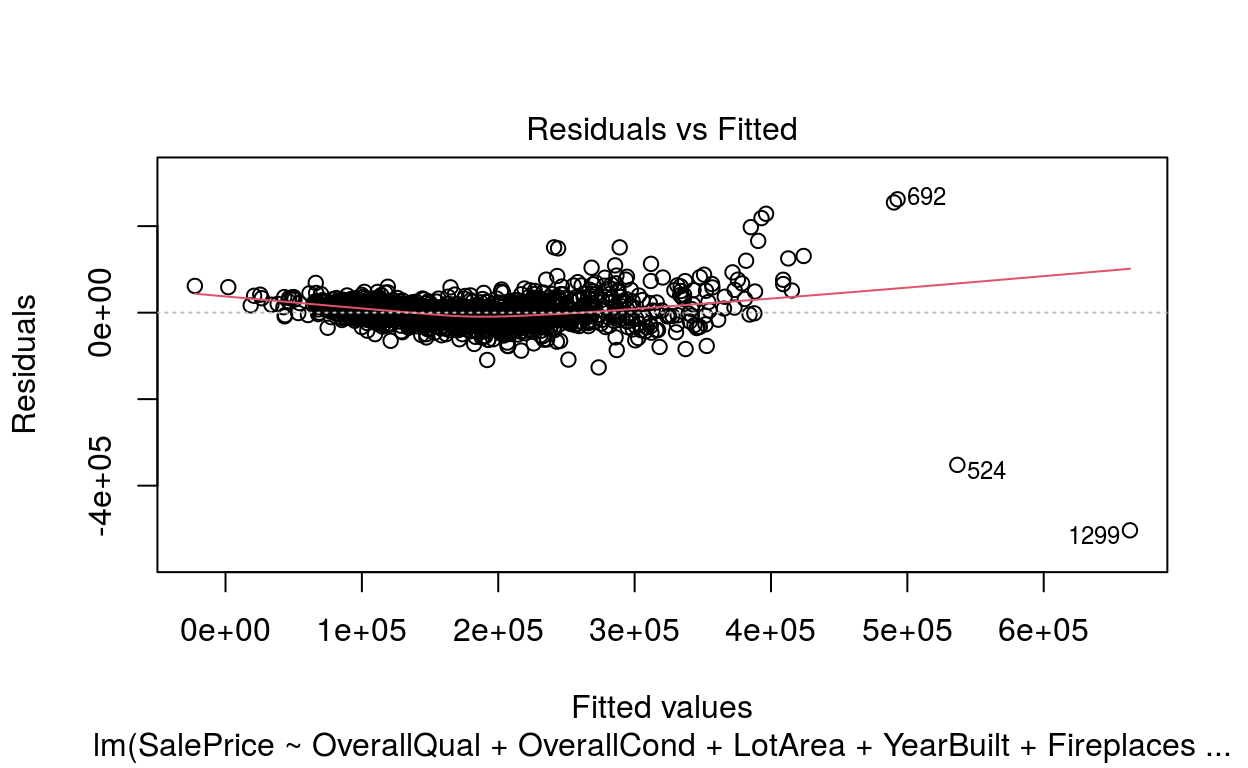 Residuals vs Fitted
692
524
1299
Residuals
0e+00
-4e+05
0e+00 1e+05 2e+05 3e+05 4e+05 5e+05 6e+05
Fitted values
lm(SalePrice ~ OverallQual + OverallCond + LotArea + YearBuilt + Fireplaces ...